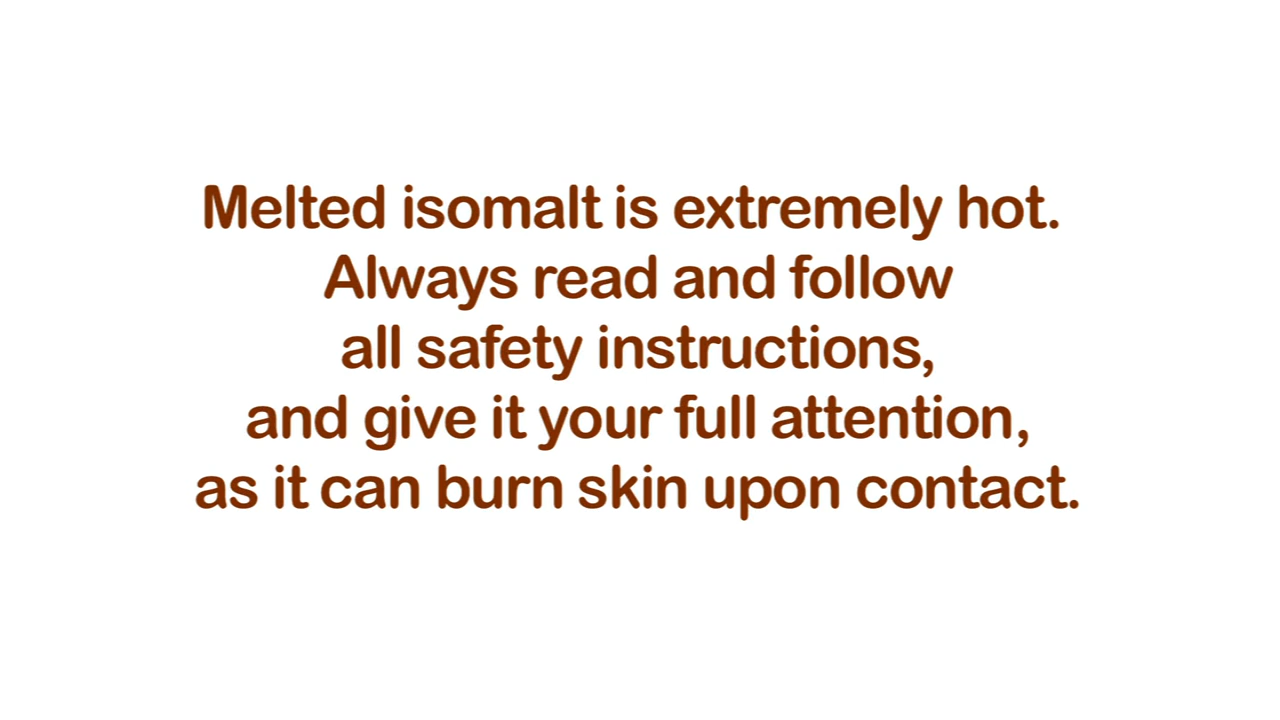 Melted isomalt is extremely hot.
Always read and follow
all safety instructions,
and give it your full attention,
as it can burn skin upon contact.